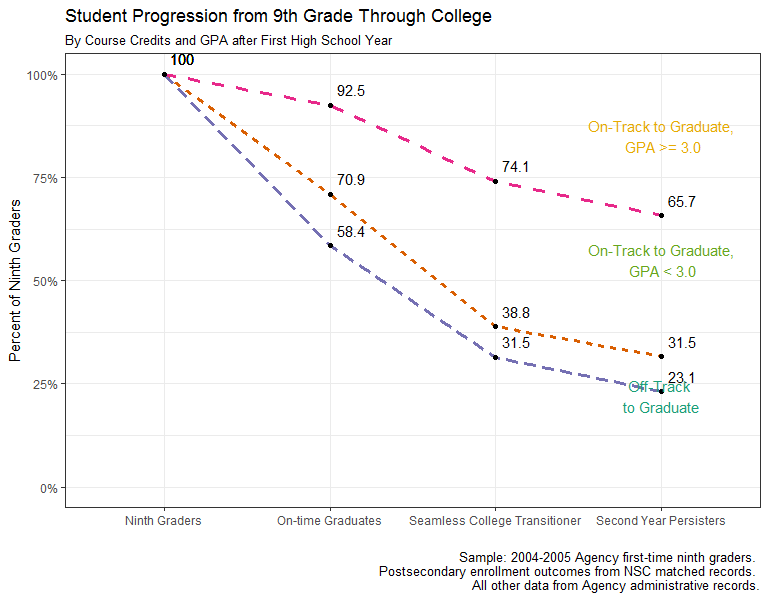 Student Progression from 9th Grade Through College
By Course Credits and GPA after First High School Year
100
100%
92.5
On-Track to Graduate,
GPA >= 3.0
75%
74.1
70.9
65.7
58.4
On-Track to Graduate,
GPA < 3.0
Percent of Ninth Graders
50%
38.8
31.5
31.5
25%
23.1
Off-Track
to Graduate
0%
Ninth Graders
On-time Graduates
Seamless College Transitioner
Second Year Persisters
Sample: 2004-2005 Agency first-time ninth graders.
Postsecondary enrollment outcomes from NSC matched records.
All other data from Agency administrative records.